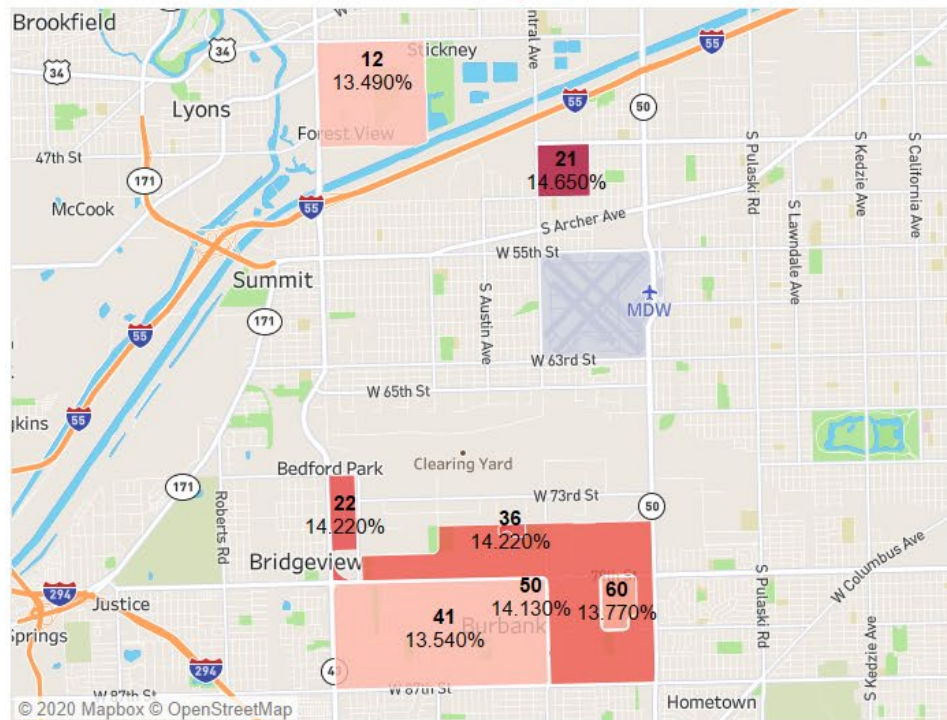 Brookfield
34
34
W
Stickney
12
13.490%
ntral Ave
55
Lyons
55
50
Forest View
47th St
21
14.650%
S Pulaski Rd
S Kedzie Ave
S California Ave
171
McCook
55
S Archer Ave
S Lawndale Ave
W 55th St
Summit
MDW
S Austin Ave
171
55
W 63rd St
W 65th St
55
gkins
Clearing Yard
Bedford Park
171
22
14.220%
W 73rd St
50
36
14.220%
Roberts Rd
Bridgeview
W Columbus Ave
294
Justice
Springs
50
14.130%
60
13.770%
41
13.540%
Burbank
S Pulaski Rd
S Kedzie Ave
294
W 87th St
W 87th St
Hometown
© 2020 Mapbox © OpenStreetMap